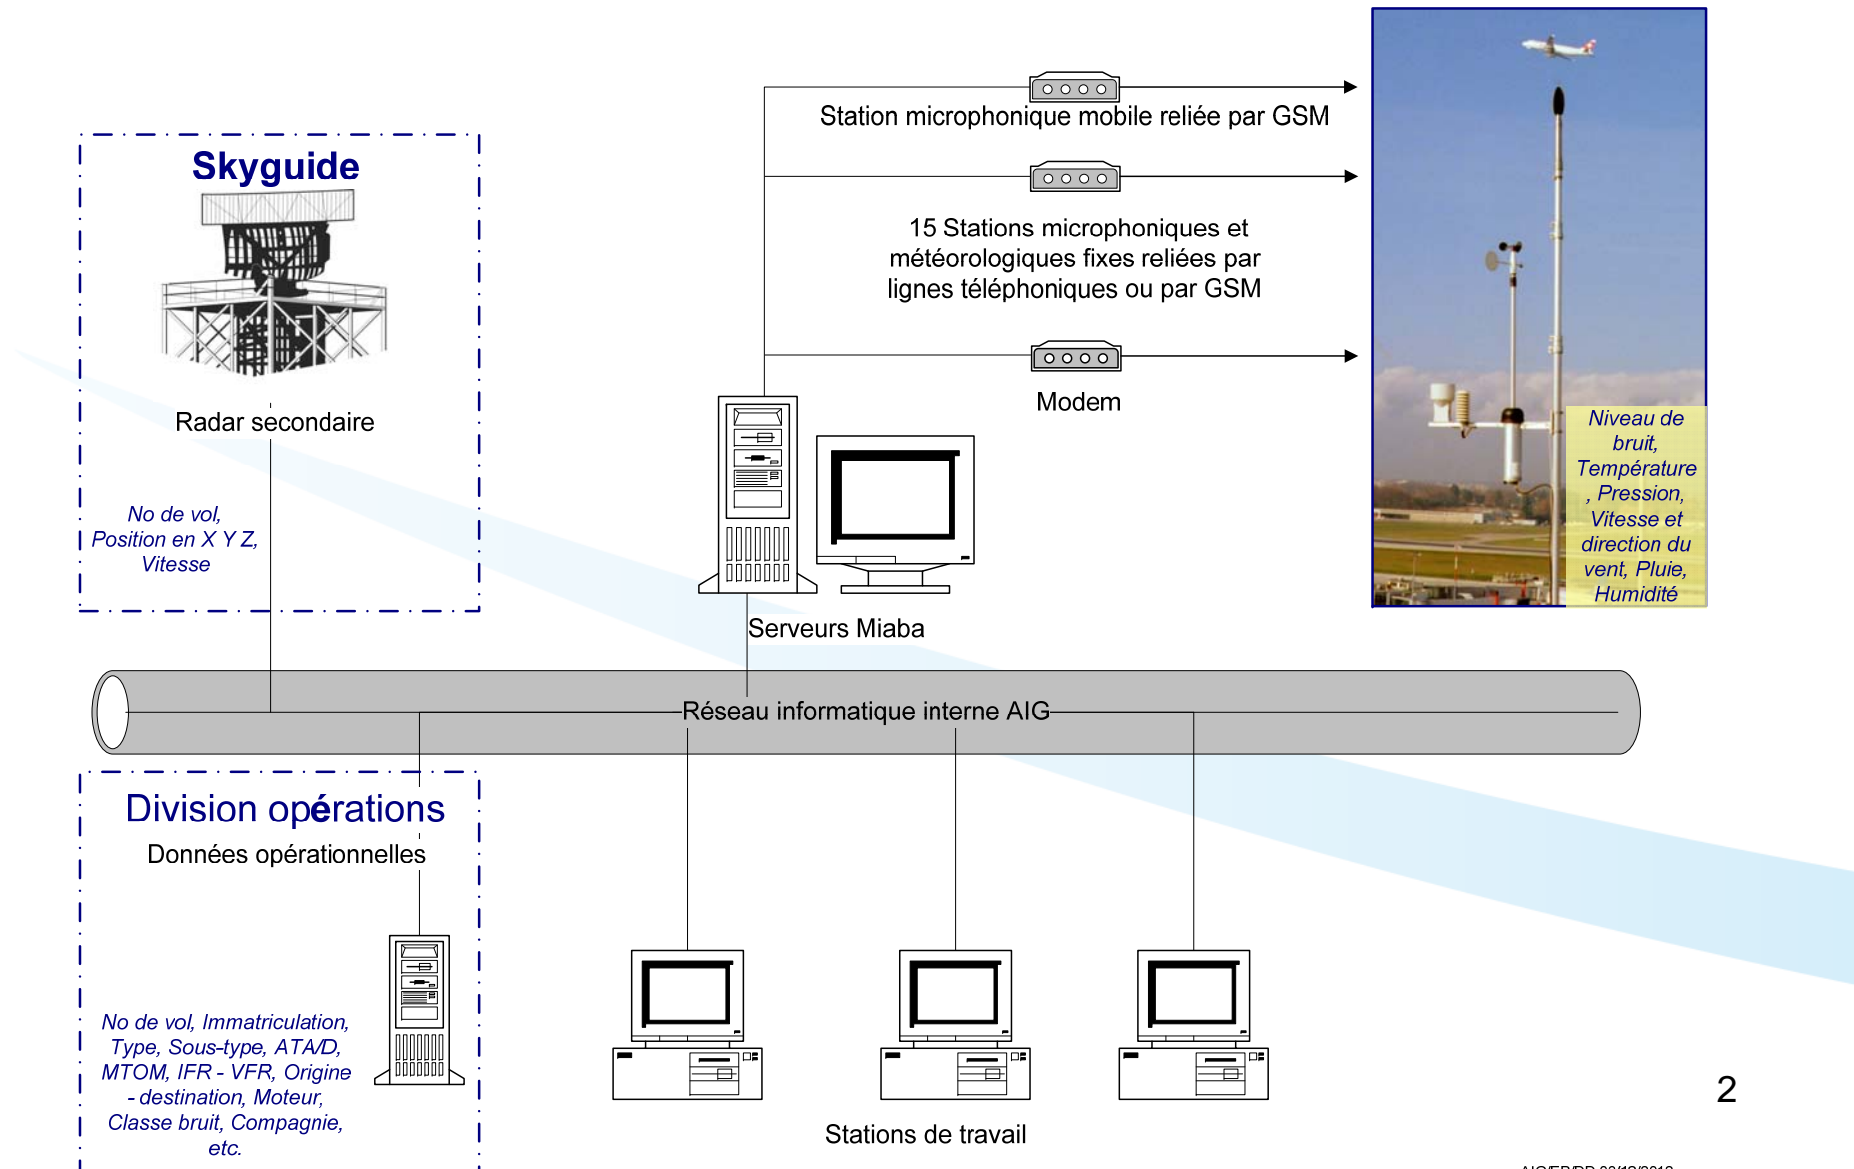 Station microphonique mobile reliée par GSM
Skyguide
15 Stations microphoniques et
météorologiques fixes reliées par
lignes téléphoniques ou par GSM
Modem
Radar secondaire
No de vol,
Position en X Y Z,
Vitesse
Niveau de
bruit,
Température
, Pression,
Vitesse et
direction du
vent, Pluie,
Humidité
Serveurs Miaba
Réseau informatique interne AIG
Division opérations
Données opérationnelles
No de vol, Immatriculation,
Type, Sous-type, ATA/D,
MTOM, IFR - VFR, Origine
- destination, Moteur,
Classe bruit, Compagnie,
etc.
Stations de travail
2